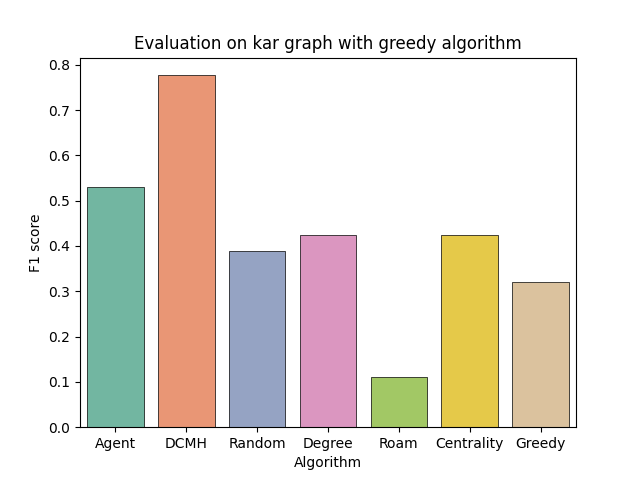 Evaluation on kar graph with greedy algorithm
0.8
0.7
0.6
0.5
0.4
0.3
0.2
0.1
0.0
F1 score
Agent DCMH Random Degree Roam Centrality Greedy
Algorithm